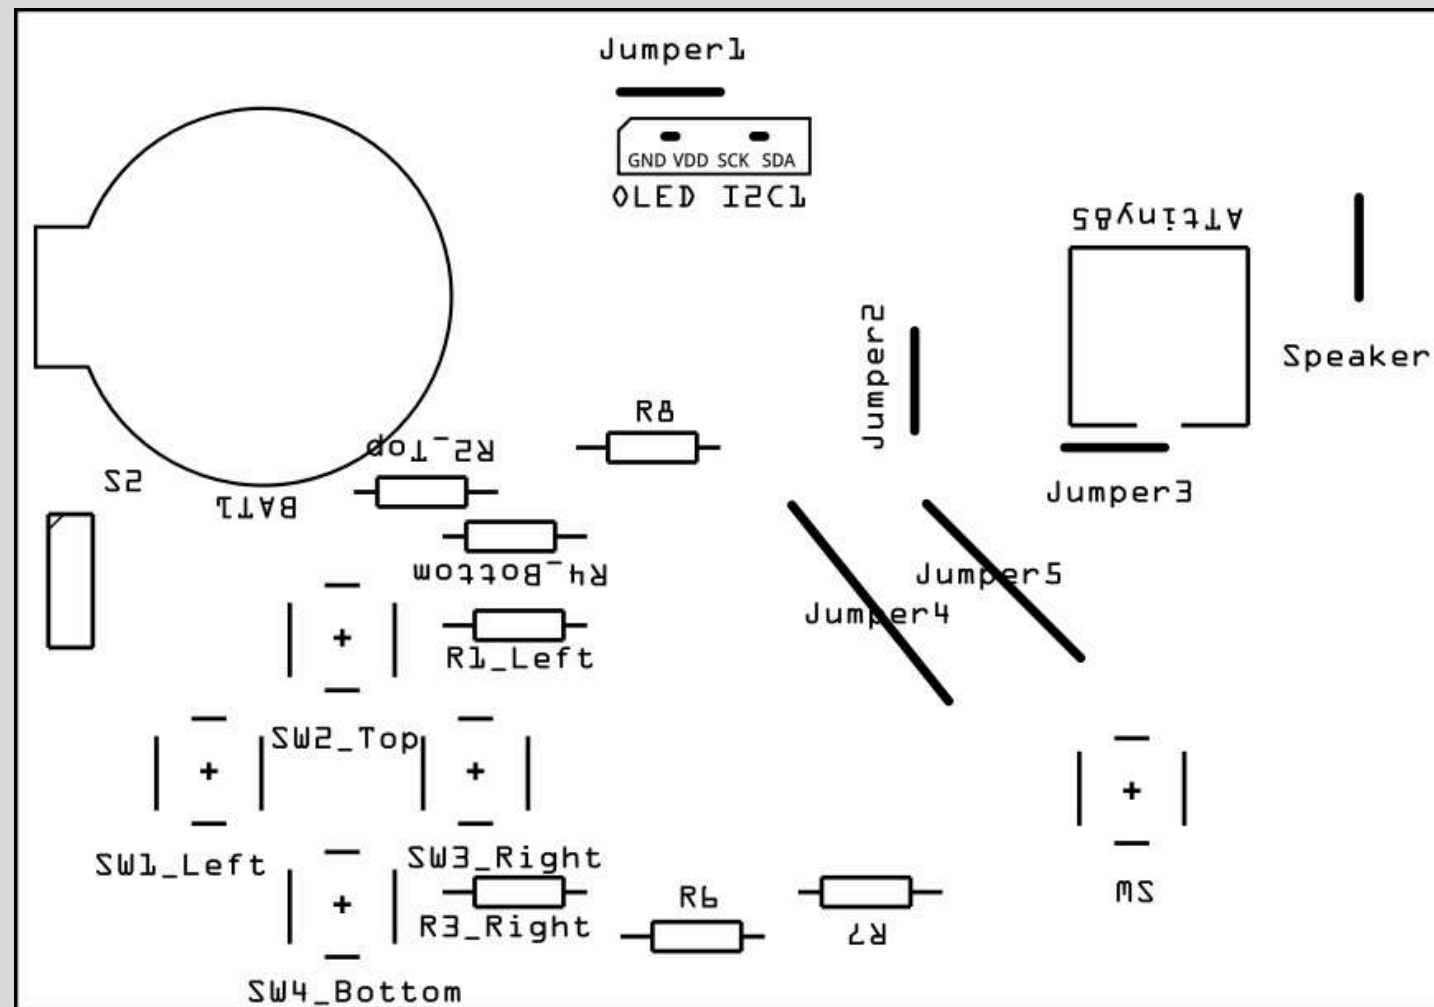 Jumper1
GND VDD SCK SDA
OLED I2C1
ATtiny85
Jumper2
Speaker
R8
R2_Top
S2
BAT1
Jumper3
R4_Bottom
Jumper5
Jumper4
R1_Left
SW2_Top
SW1_Left
SW3_Right
R3_Right
R6
R7
SW
SW4_Bottom